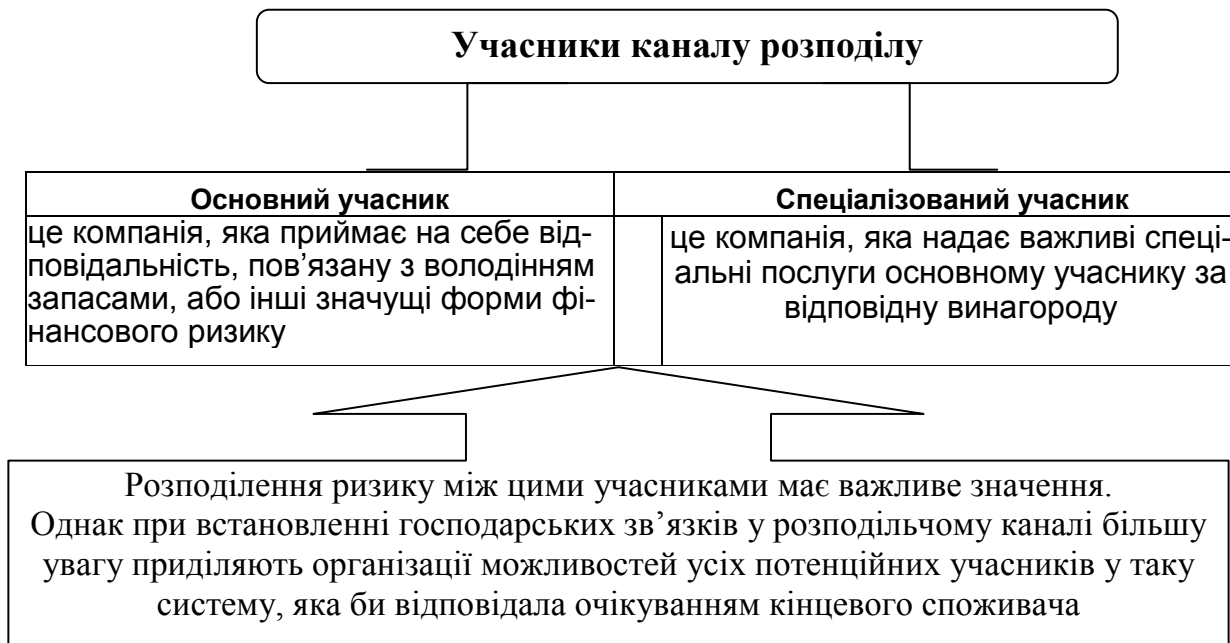 Учасники каналу розподілу
Основний учасник
Спеціалізований учасник
це компанія, яка приймає на себе від-
повідальність, пов’язану з володінням
запасами, або інші значущі форми фі-
нансового ризику
це компанія, яка надає важливі спеці-
альні послуги основному учаснику за
відповідну винагороду
Розподілення ризику між цими учасниками має важливе значення.
Однак при встановленні господарських зв’язків у розподільчому каналі більшу
увагу приділяють організації можливостей усіх потенційних учасників у таку
систему, яка би відповідала очікуванням кінцевого споживача